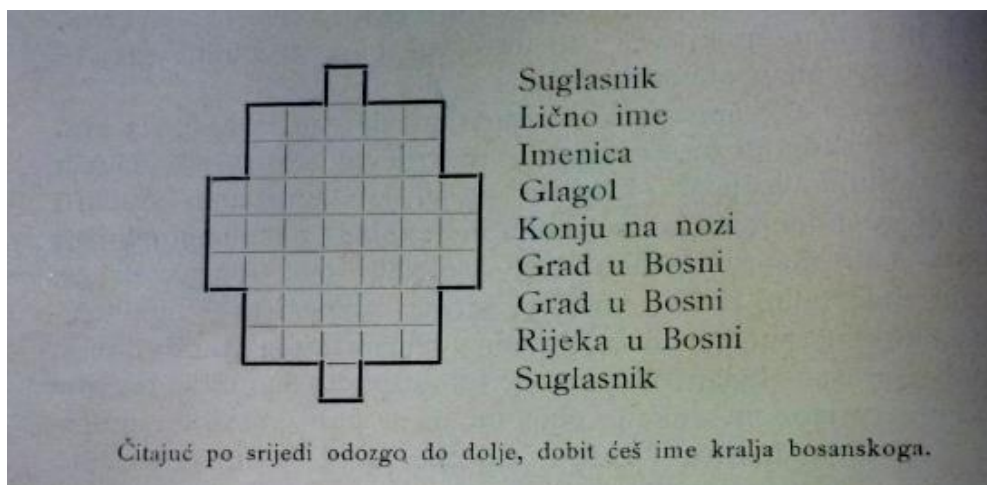 Suglasnik
Lično ime
Imenica
Glagol
Konju na nozi
Grad u Bosni
Grad u Bosni
Rijeka u Bosni
Suglasnik
Čitajuć po srijedi odozgo do dolje, dobit ćeš ime kralja bosanskoga.